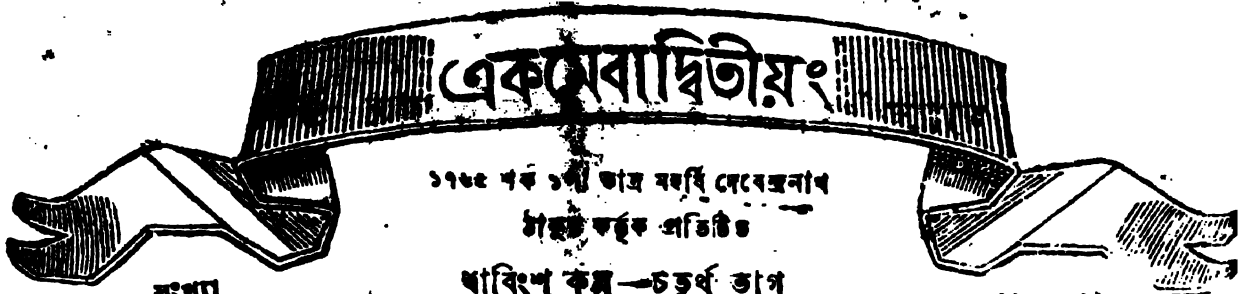 একমেবাদ্বিতীয়ং
১৭৬৫ শক ১লা ভাদ্র মহর্ষি দেবেন্দ্রনাথ
ঠাকুর কর্তৃক প্রতিষ্ঠিত
দ্বাবিংশ কল্প—চতুর্থ ভাগ
সংখ্যা